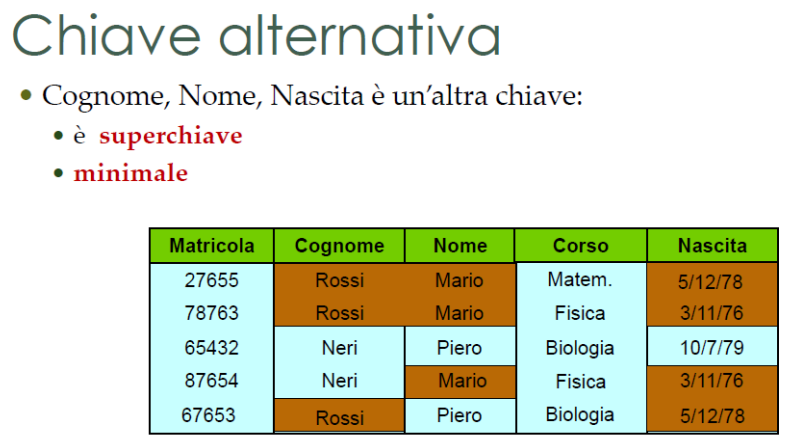 Chiave alternativa
• Cognome, Nome, Nascita è un'altra chiave:
• è superchiave
• minimale
Matricola Cognome Nome Corso Nascita
27655 Rossi Mario Matem. 5/12/78
78763 Rossi Mario Fisica 3/11/76
65432 Neri Piero Biologia 10/7/79
87654 Neri Mario Fisica 3/11/76
67653 Rossi Piero Biologia 5/12/78